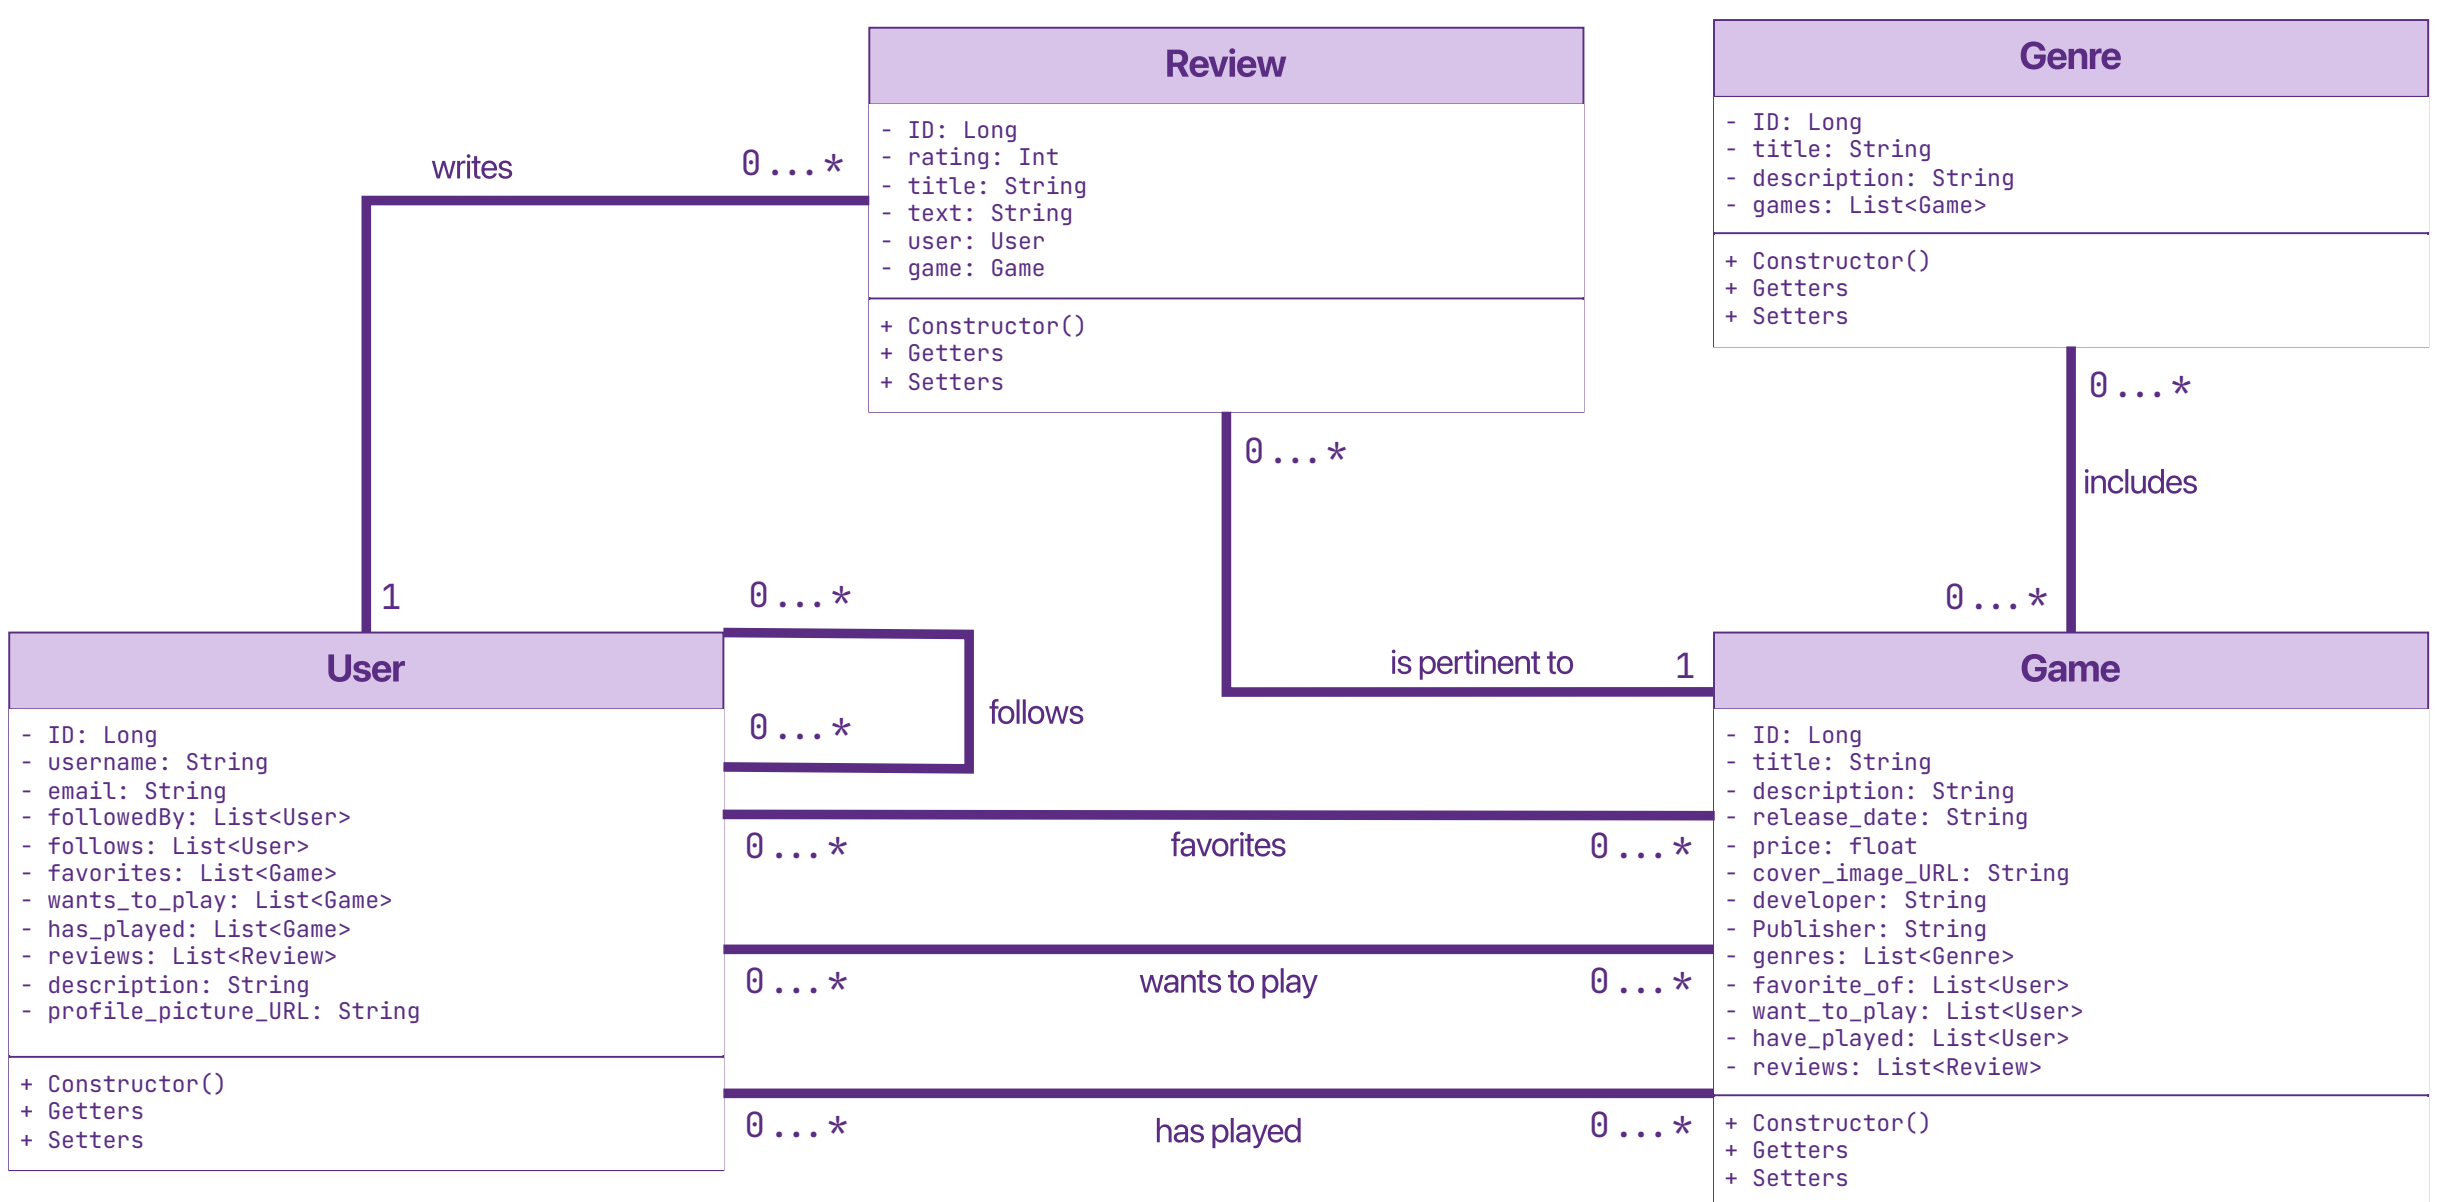 Review
- ID: Long
- rating: Int
- title: String
- text: String
- user: User
- game: Game
+ Constructor()
+ Getters
+ Setters
Genre
- ID: Long
- title: String
- description: String
- games: List<Game>
+ Constructor()
+ Getters
+ Setters
writes
0...*
1
0...*
is pertinent to
1
0...*
includes
0...*
User
- ID: Long
- username: String
- email: String
- followedBy: List<User>
- follows: List<User>
- favorites: List<Game>
- wants_to_play: List<Game>
- has_played: List<Game>
- reviews: List<Review>
- description: String
- profile_picture_URL: String
+ Constructor()
+ Getters
+ Setters
0...*
0...*
follows
0...*
favorites
0...*
0...*
wants to play
0...*
0...*
has played
0...*
Game
- ID: Long
- title: String
- description: String
- release_date: String
- price: float
- cover_image_URL: String
- developer: String
- Publisher: String
- genres: List<Genre>
- favorite_of: List<User>
- want_to_play: List<User>
- have_played: List<User>
- reviews: List<Review>
+ Constructor()
+ Getters
+ Setters